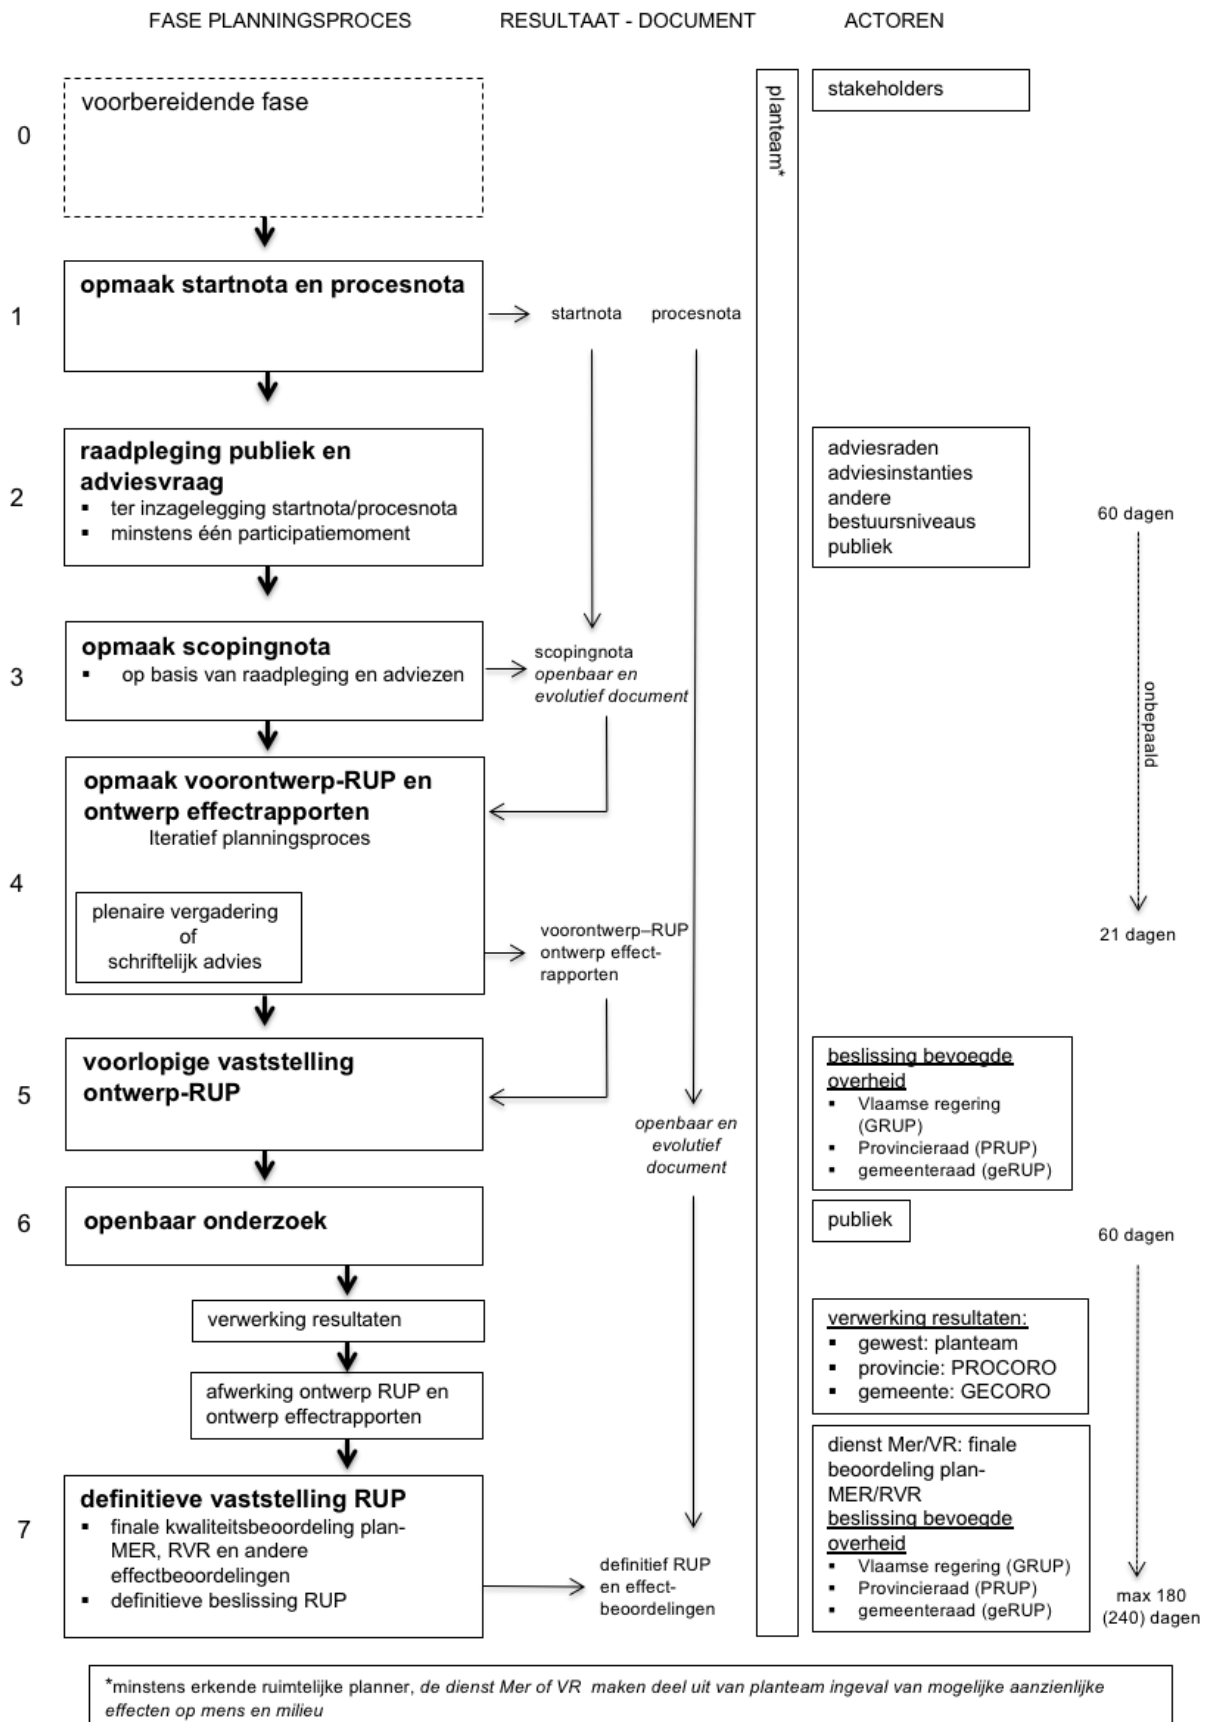 FASE PLANNINGSPROCES RESULTAAT - DOCUMENT ACTOREN
0
voorbereidende fase
planteam*
stakeholders
1
opmaak startnota en procesnota
startnota procesnota
2
raadpleging publiek en
adviesvraag
▪ ter inzagelegging startnota/procesnota
▪ minstens één participatiemoment
adviesraden
adviesinstanties
andere
bestuursniveaus
publiek
60 dagen
3
opmaak scopingnota
▪ op basis van raadpleging en adviezen
scopingnota
openbaar en
evolutief document
onbepaald
4
opmaak voorontwerp-RUP en
ontwerp effectrapporten
Iteratief planningsproces
plenaire vergadering
of
schriftelijk advies
voorontwerp–RUP
ontwerp effect-
rapporten
21 dagen
5
voorlopige vaststelling
ontwerp-RUP
openbaar en
evolutief
document
beslissing bevoegde
overheid
▪ Vlaamse regering
(GRUP)
▪ Provincieraad (PRUP)
▪ gemeenteraad (geRUP)
6
openbaar onderzoek
publiek
60 dagen
verwerking resultaten
verwerking resultaten:
▪ gewest: planteam
▪ provincie: PROCORO
▪ gemeente: GECORO
afwerking ontwerp RUP en
ontwerp effectrapporten
7
definitieve vaststelling RUP
▪ finale kwaliteitsbeoordeling plan-
MER, RVR en andere
effectbeoordelingen
▪ definitieve beslissing RUP
definitief RUP
en effect-
beoordelingen
dienst Mer/VR: finale
beoordeling plan-
MER/RVR
beslissing bevoegde
overheid
▪ Vlaamse regering (GRUP)
▪ Provincieraad (PRUP)
▪ gemeenteraad (geRUP)
max 180
(240) dagen
*minstens erkende ruimtelijke planner, de dienst Mer of VR maken deel uit van planteam ingeval van mogelijke aanzienlijke
effecten op mens en milieu